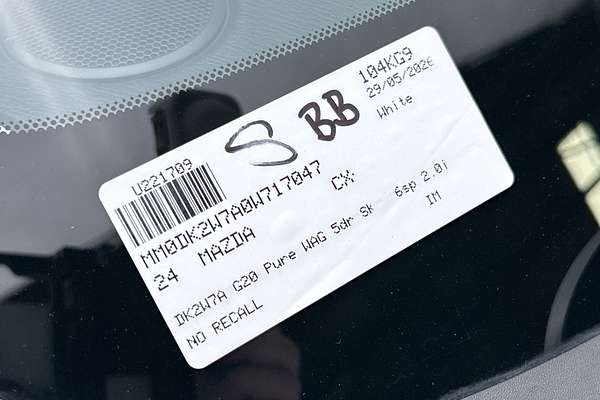 S BB
104KG9
29/05/2026
White
U221709
MM0DK2W7A0W717047
24 MAZDA CX-
DK2W7A G20 Pure WAG 5dr Sk 6sp 2.0i
NO RECALL IM